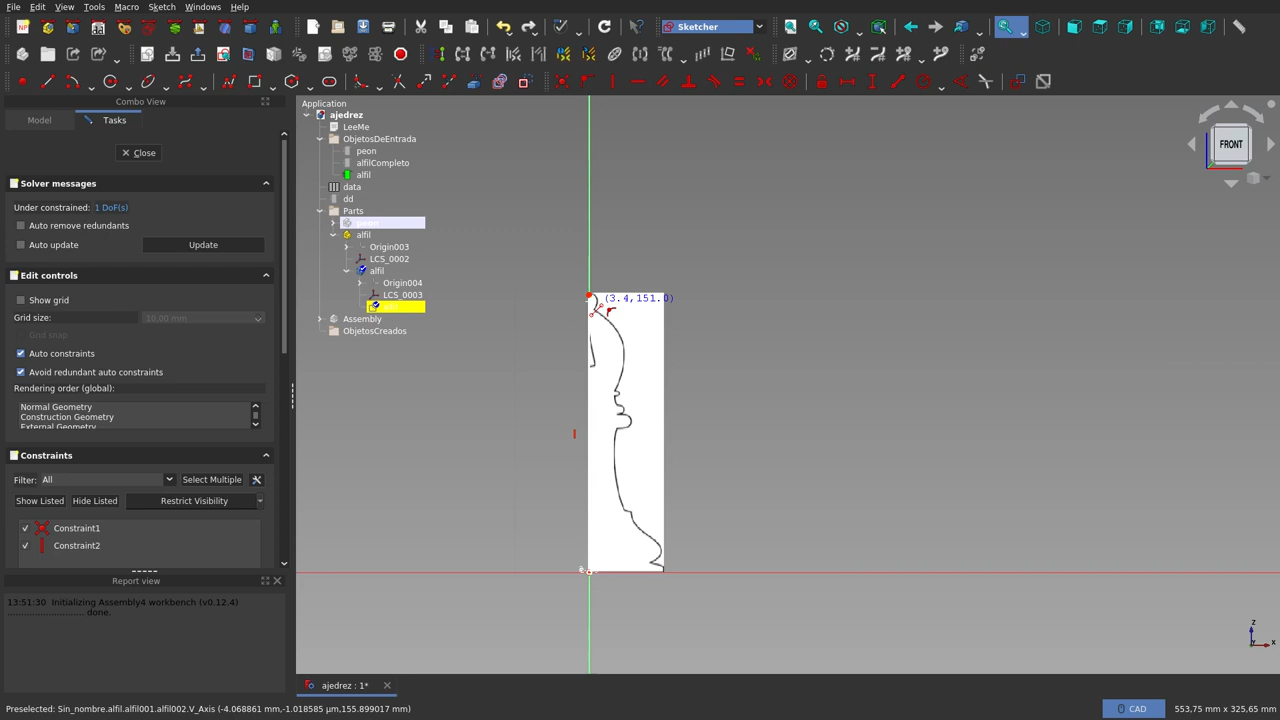 File Edit View Tools Macro Sketch Windows Help
Sketcher
Combo View
Model
Tasks
Close
Solver messages
Under constrained: 1 DoF(s)
Auto remove redundants
Auto update
Update
Edit controls
Show grid
Grid size:
10,00 mm
Grid snap
Auto constraints
Avoid redundant auto constraints
Rendering order (global):
Normal Geometry
Construction Geometry
External Geometry
Constraints
Filter: All
Select Multiple
Show Listed
Hide Listed
Restrict Visibility
Constraint1
Constraint2
Report view
13:51:30 Initializing Assembly4 workbench (v0.12.4)
............................... done.
Application
ajedrez
LeeMe
ObjetosDeEntrada
peon
alfilCompleto
alfil
data
dd
Parts
alfil
Origin003
LCS_0002
alfil
Origin004
LCS_0003
Assembly
ObjetosCreados
(3.4,151.0)
FRONT
Z
X
ajedrez : 1*
Preselected: Sin_nombre.alfil.alfil001.alfil002.V_Axis (-4.068861 mm,-1.018585 µm,155.899017 mm)
CAD
553,75 mm x 325,65 mm